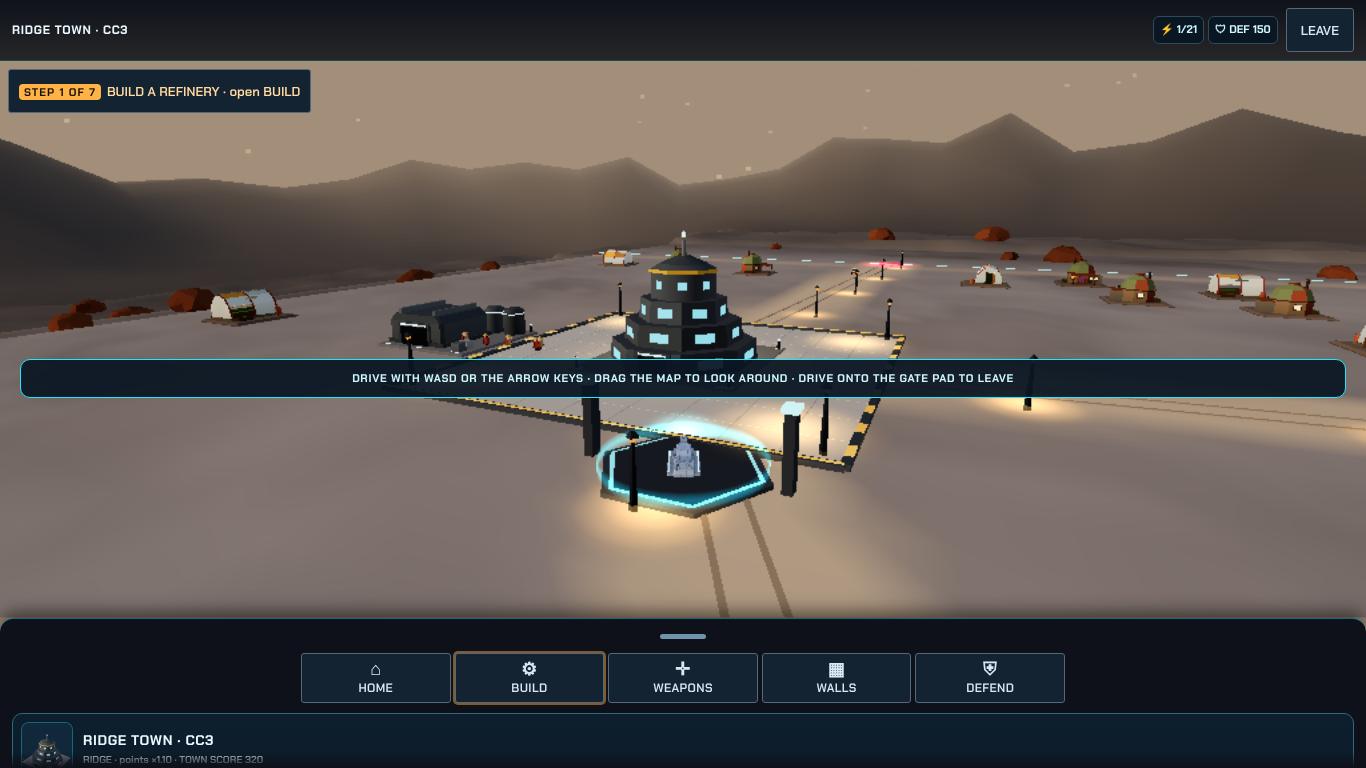 RIDGE TOWN · CC3
⚡ 1/21
🛡 DEF 150
LEAVE
STEP 1 OF 7 BUILD A REFINERY · open BUILD
DRIVE WITH WASD OR THE ARROW KEYS · DRAG THE MAP TO LOOK AROUND · DRIVE ONTO THE GATE PAD TO LEAVE
HOME
BUILD
WEAPONS
WALLS
DEFEND
RIDGE TOWN · CC3
RIDGE · points ×1.10 · TOWN SCORE 320